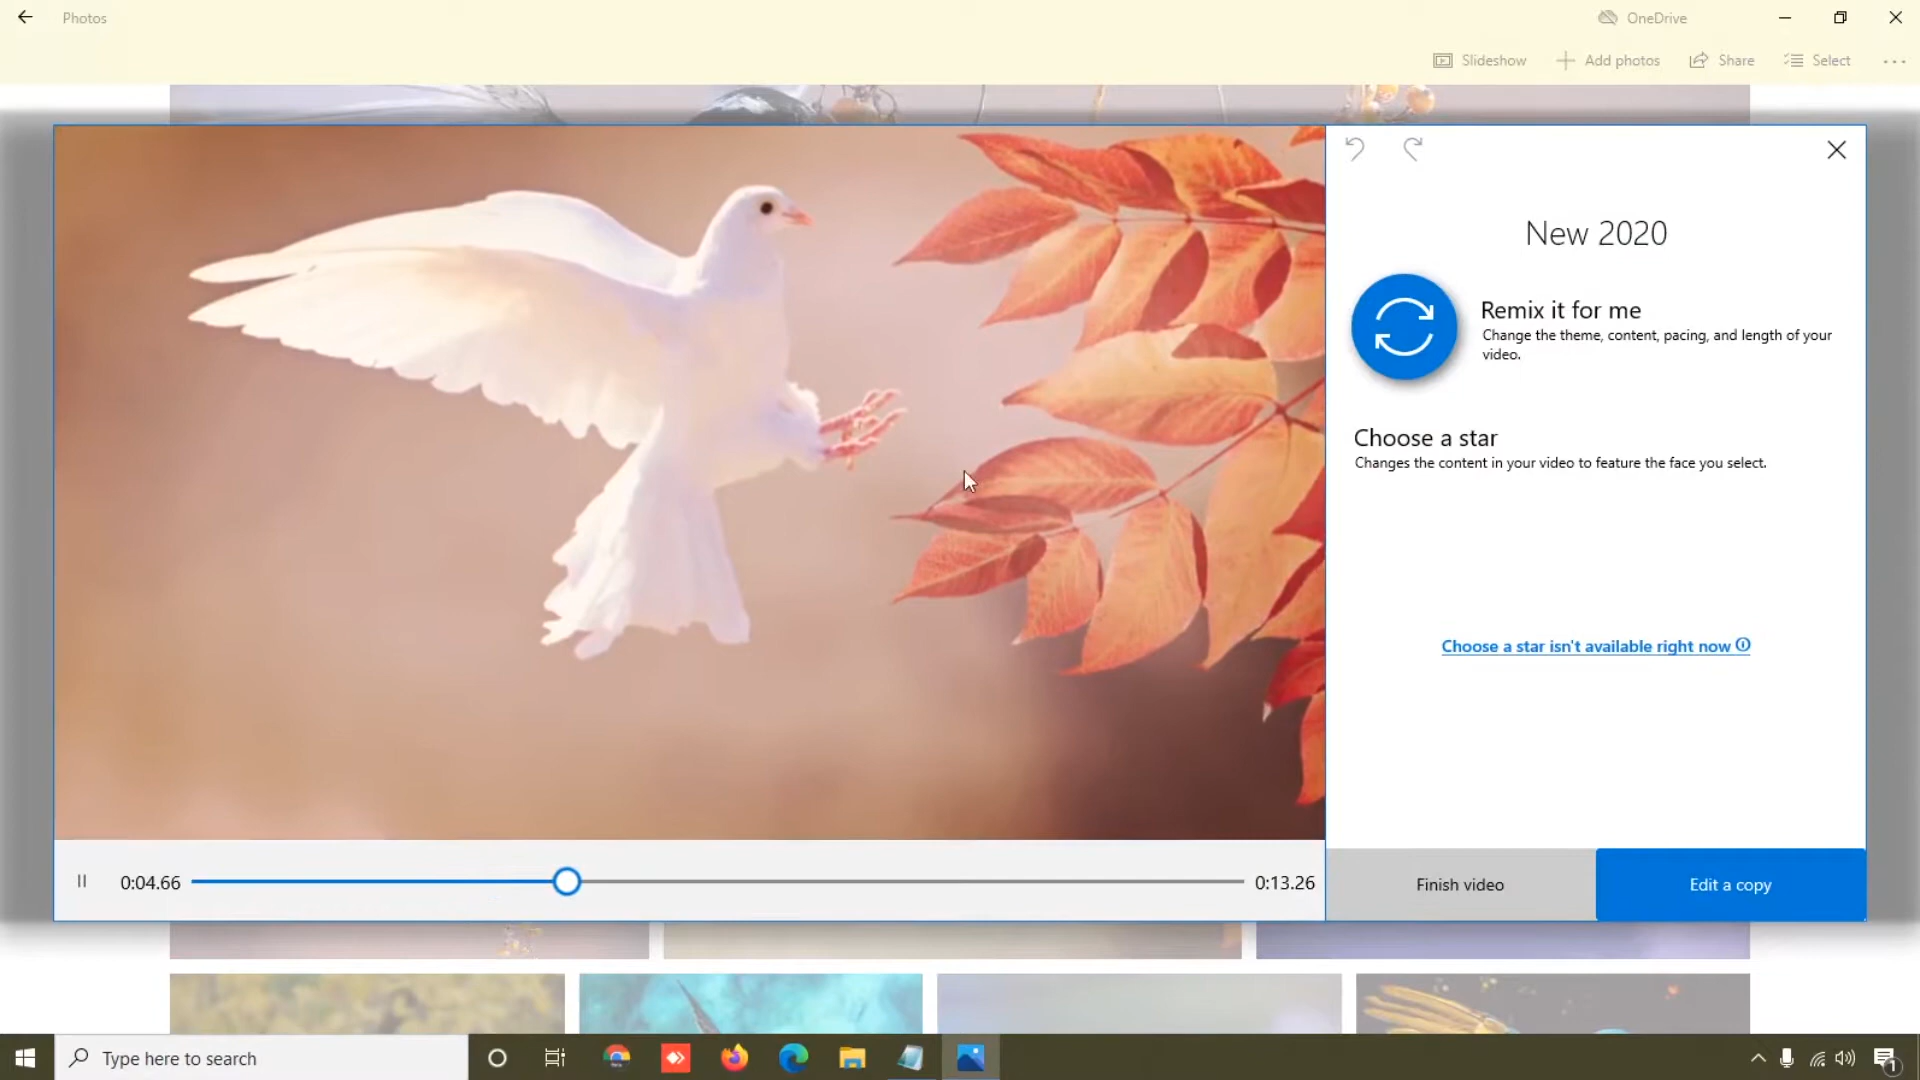 Photos
OneDrive
Slideshow
Add photos
Share
Select
New 2020
Remix it for me
Change the theme, content, pacing, and length of your
video.
Choose a star
Changes the content in your video to feature the face you select.
Choose a star isn't available right now
0:04.66
0:13.26
Finish video
Edit a copy
Type here to search
1